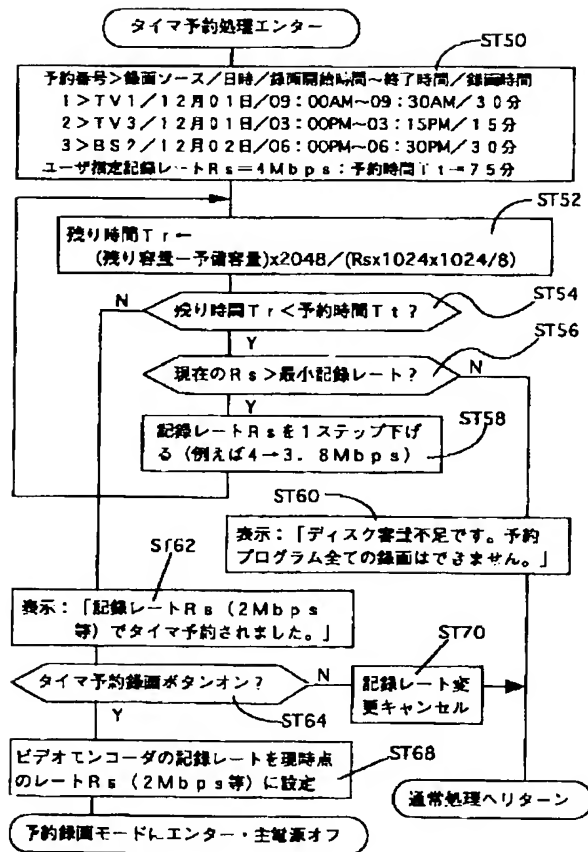 タイマ予約処理エンター
ST50
予約番号>録画ソース/日時/録画開始時間~終了時間/録画時間
1>TV1/12月01日/09:00AM~09:30AM/30分
2>TV3/12月01日/03:00PM~03:15PM/15分
3>BS?/12月02日/06:00PM~06:30PM/30分
ユーザ指定記録レートRs=4Mbps:予約時間Tt=75分
ST52
残り時間Tr←
(残り容量ー予備容量)x2048/(Rsx1024x1024/8)
ST54
N
残り時間Tr<予約時間Tt?
Y
ST56
現在のRs>最小記録レート?
N
Y
ST58
記録レートRsを1ステップ下げ
る(例えば4→3.8Mbps)
ST60
表示:「ディスク容量不足です。予約
プログラム全ての録画はできません。」
ST62
表示:「記録レートRs(2Mbps
等)でタイマ予約されました。」
ST70
タイマ予約録画ボタンオン?
N
記録レート変
更キャンセル
ST64
Y
ST68
ビデオエンコーダの記録レートを現時点
のレートRs(2Mbps等)に設定
通常処理へリターン
予約録画モードにエンター・主電源オフ